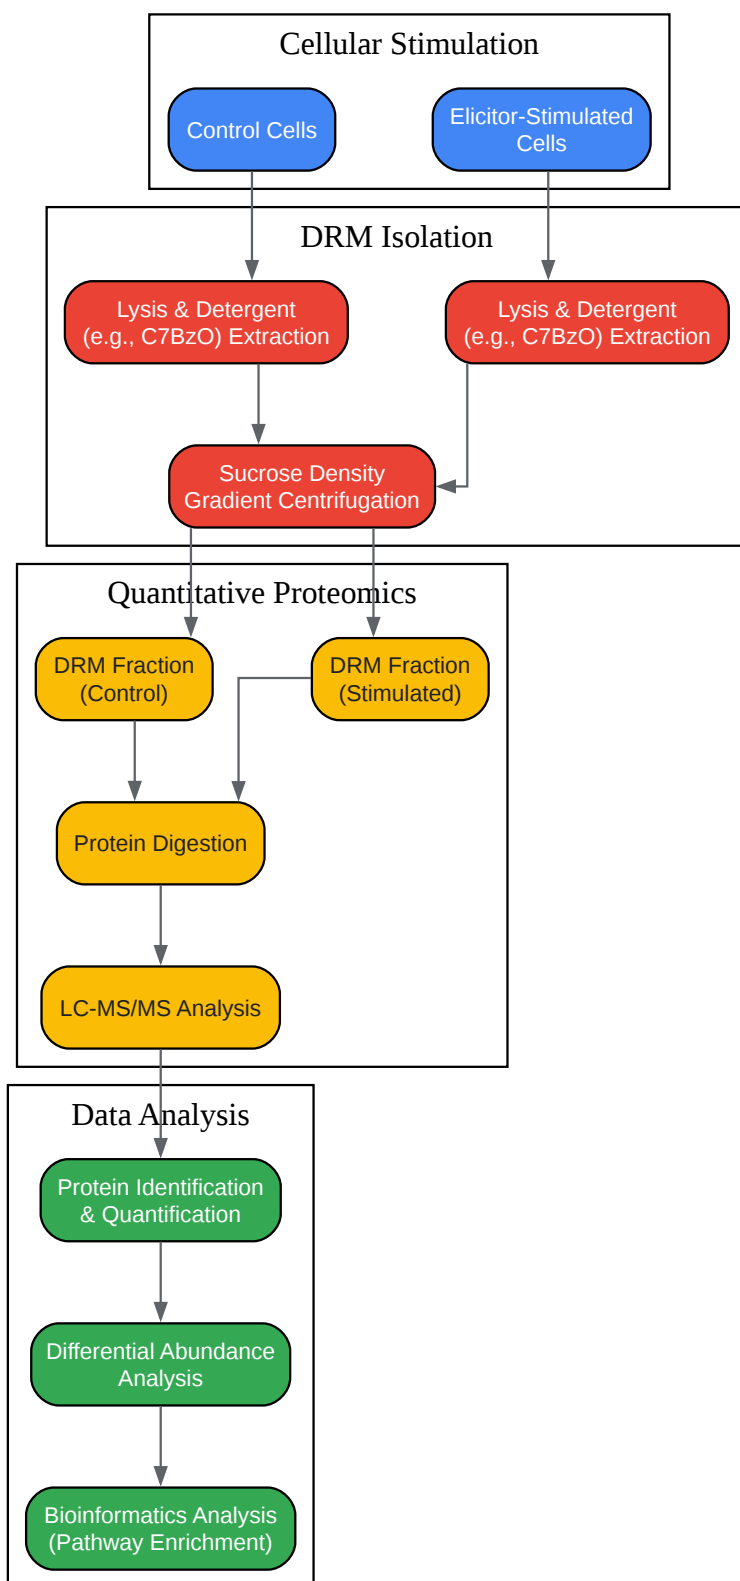 Cellular Stimulation
Control Cells
Elicitor-Stimulated
Cells
DRM Isolation
Lysis & Detergent
(e.g., C7BzO) Extraction
Lysis & Detergent
(e.g., C7BzO) Extraction
Sucrose Density
Gradient Centrifugation
Quantitative Proteomics
DRM Fraction
(Control)
DRM Fraction
(Stimulated)
Protein Digestion
LC-MS/MS Analysis
Data Analysis
Protein Identification
& Quantification
Differential Abundance
Analysis
Bioinformatics Analysis
(Pathway Enrichment)